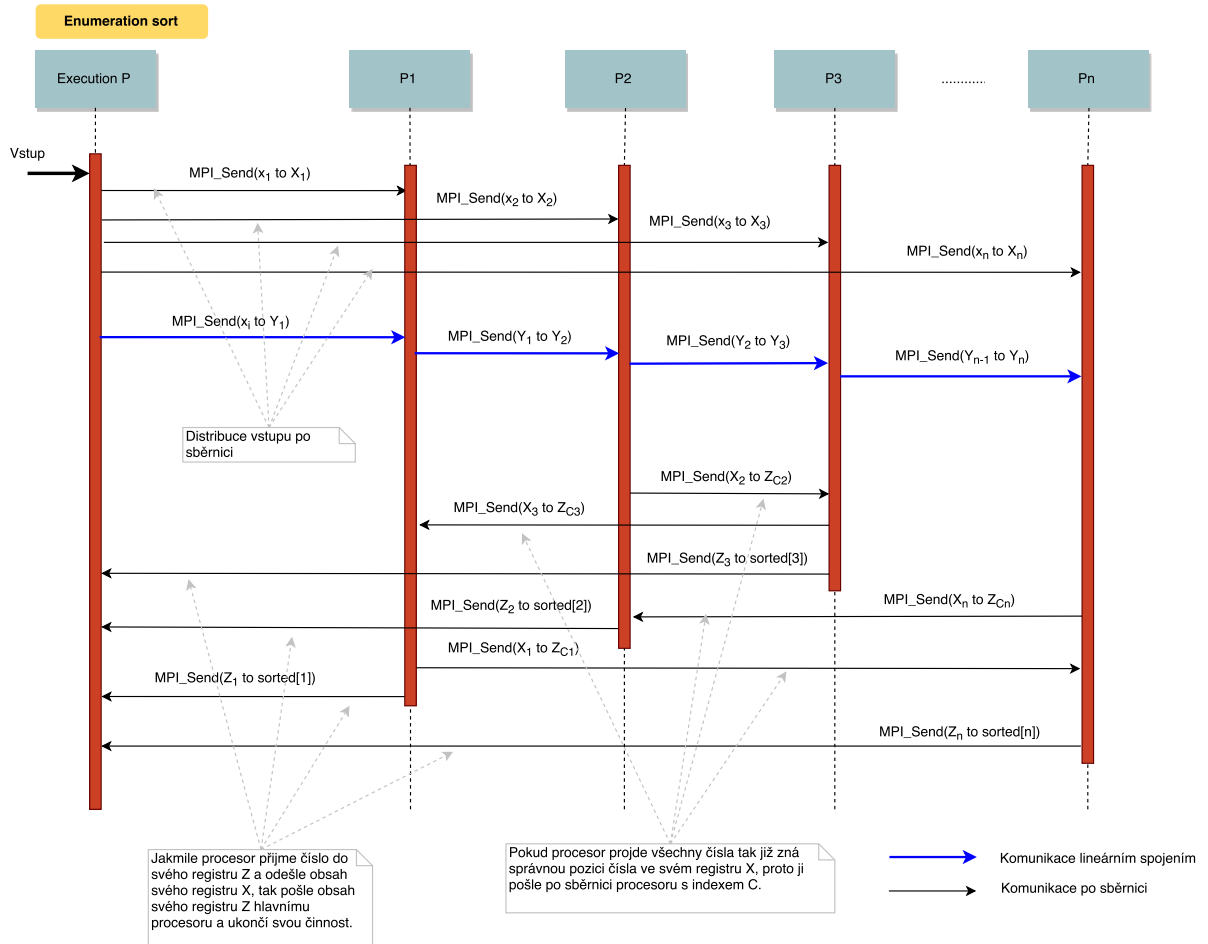 Enumeration sort
Execution P
P1
P2
P3
............
Pn
Vstup
MPI_Send(x1 to X1)
MPI_Send(x2 to X2)
MPI_Send(x3 to X3)
MPI_Send(xn to Xn)
MPI_Send(xi to Y1)
MPI_Send(Y1 to Y2)
MPI_Send(Y2 to Y3)
MPI_Send(Yn-1 to Yn)
Distribuce vstupu po
sběrnici
MPI_Send(X2 to ZC2)
MPI_Send(X3 to ZC3)
MPI_Send(Z3 to sorted[3])
MPI_Send(Xn to ZCn)
MPI_Send(Z2 to sorted[2])
MPI_Send(X1 to ZC1)
MPI_Send(Z1 to sorted[1])
MPI_Send(Zn to sorted[n])
Jakmile procesor přijme číslo do
svého registru Z a odešle obsah
svého registru X, tak pošle obsah
svého registru Z hlavnímu
procesoru a ukončí svou činnost.
Pokud procesor projde všechny čísla tak již zná
správnou pozici čísla ve svém registru X, proto ji
pošle po sběrnici procesoru s indexem C.
Komunikace lineárním spojením
Komunikace po sběrnici